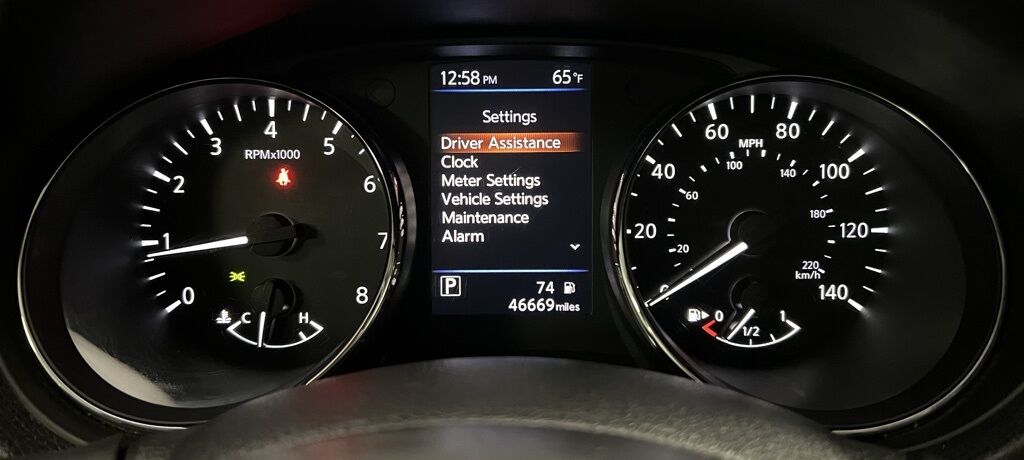 12:58 PM 65°F
Settings
Driver Assistance
Clock
Meter Settings
Vehicle Settings
Maintenance
Alarm
P 74
46669 miles
0 1 2 3 4 5 6 7 8
RPMx1000
C H
0 20 40 60 80 100 120 140
MPH
20 60 100 140 180 220
km/h
0 1/2 1